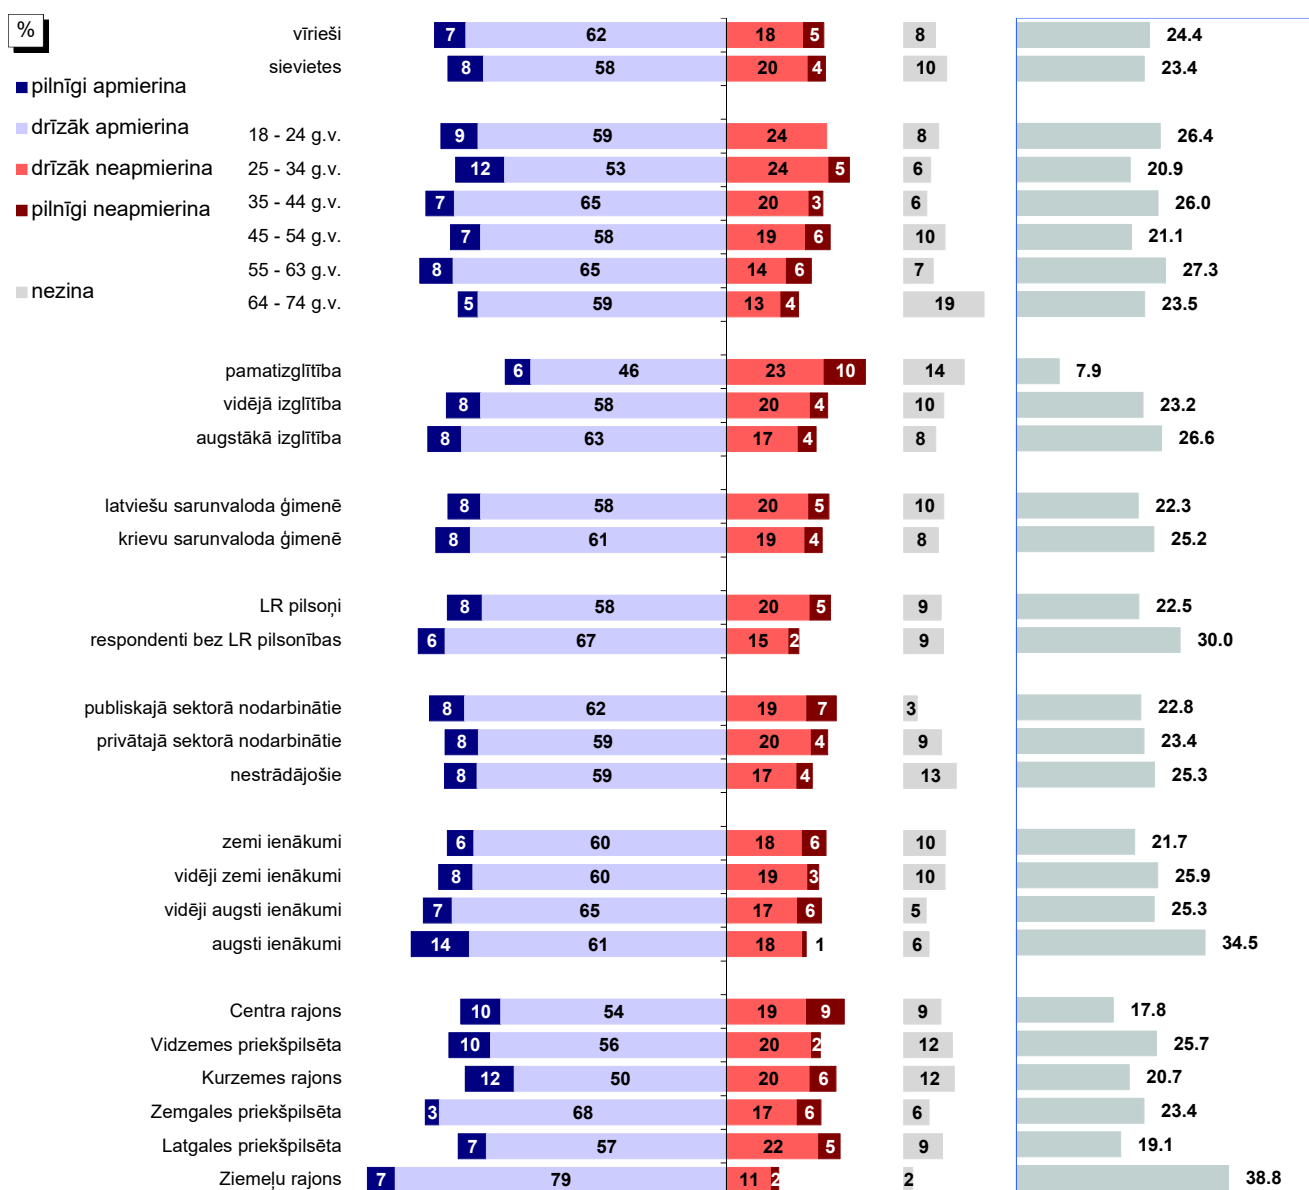 %
pilnīgi apmierina
drīzāk apmierina
drīzāk neapmierina
pilnīgi neapmierina
nezina
vīrieši 7 62 18 5 8 24.4
sievietes 8 58 20 4 10 23.4
18 - 24 g.v. 9 59 24 8 26.4
25 - 34 g.v. 12 53 24 5 6 20.9
35 - 44 g.v. 7 65 20 3 6 26.0
45 - 54 g.v. 7 58 19 6 10 21.1
55 - 63 g.v. 8 65 14 6 7 27.3
64 - 74 g.v. 5 59 13 4 19 23.5
pamatizglītība 6 46 23 10 14 7.9
vidējā izglītība 8 58 20 4 10 23.2
augstākā izglītība 8 63 17 4 8 26.6
latviešu sarunvaloda ģimenē 8 58 20 5 10 22.3
krievu sarunvaloda ģimenē 8 61 19 4 8 25.2
LR pilsoņi 8 58 20 5 9 22.5
respondenti bez LR pilsonības 6 67 15 2 9 30.0
publiskajā sektorā nodarbinātie 8 62 19 7 3 22.8
privātajā sektorā nodarbinātie 8 59 20 4 9 23.4
nestrādājošie 8 59 17 4 13 25.3
zemi ienākumi 6 60 18 6 10 21.7
vidēji zemi ienākumi 8 60 19 3 10 25.9
vidēji augsti ienākumi 7 65 17 6 5 25.3
augsti ienākumi 14 61 18 1 6 34.5
Centra rajons 10 54 19 9 9 17.8
Vidzemes priekšpilsēta 10 56 20 2 12 25.7
Kurzemes rajons 12 50 20 6 12 20.7
Zemgales priekšpilsēta 3 68 17 6 6 23.4
Latgales priekšpilsēta 7 57 22 5 9 19.1
Ziemeļu rajons 7 79 11 2 2 38.8